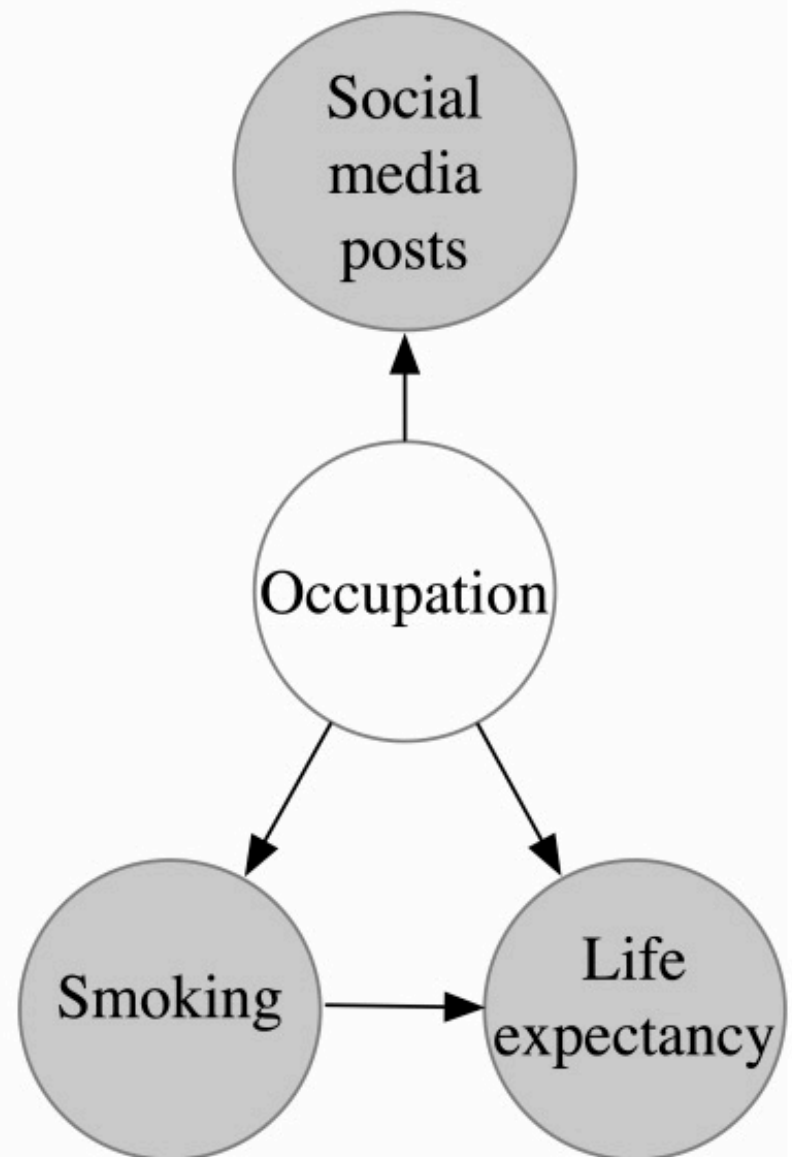 Social
media
posts
Occupation
Smoking
Life
expectancy